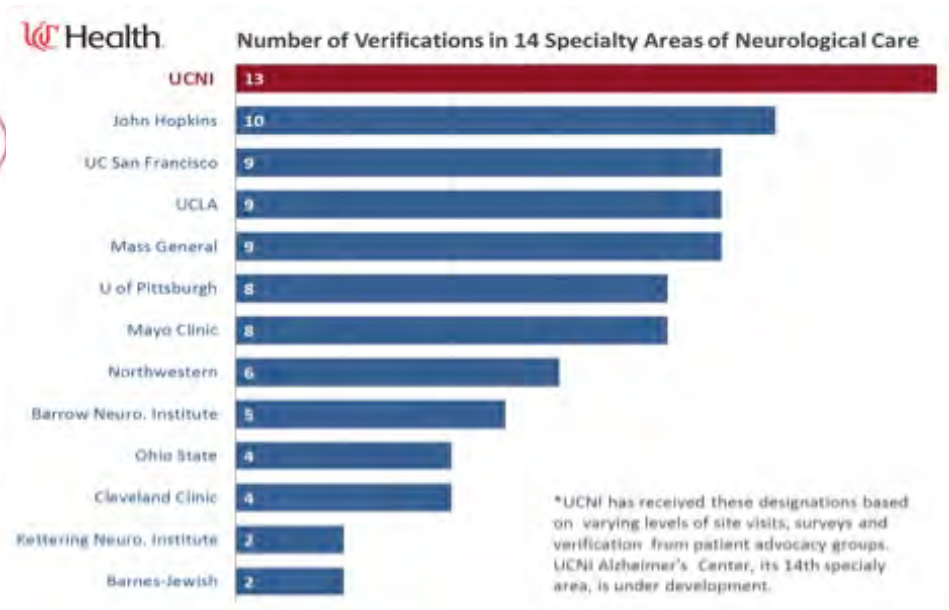 UC Health
Number of Verifications in 14 Specialty Areas of Neurological Care
UCNI 13
John Hopkins 10
UC San Francisco 9
UCLA 9
Mass General 9
U of Pittsburgh 8
Mayo Clinic 8
Northwestern 6
Barrow Neuro. Institute 5
Ohio State 4
Cleveland Clinic 4
Kettering Neuro. Institute 2
Barnes-Jewish 2
*UCNI has received these designations based
on varying levels of site visits, surveys and
verification from patient advocacy groups.
UCNI Alzheimer's Center, its 14th specialy
area, is under development.